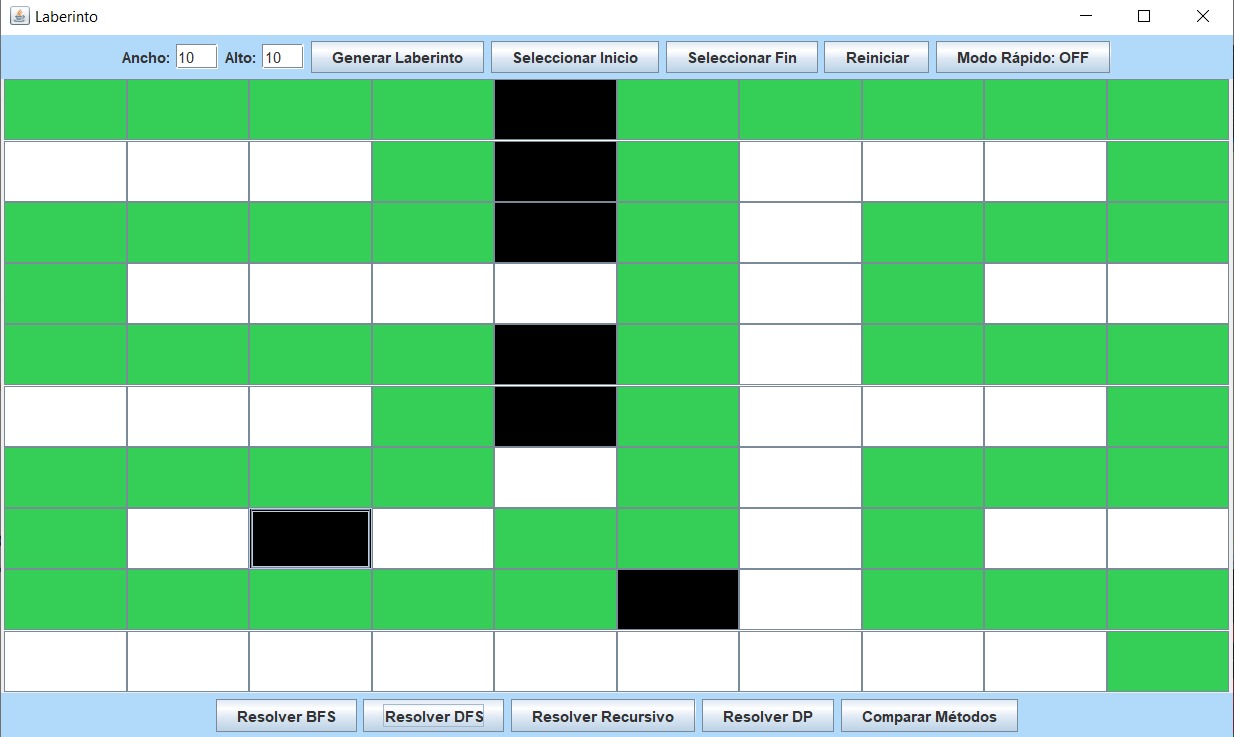 Laberinto
Ancho: 10 Alto: 10 Generar Laberinto Seleccionar Inicio Seleccionar Fin Reiniciar Modo Rápido: OFF
Resolver BFS Resolver DFS Resolver Recursivo Resolver DP Comparar Métodos